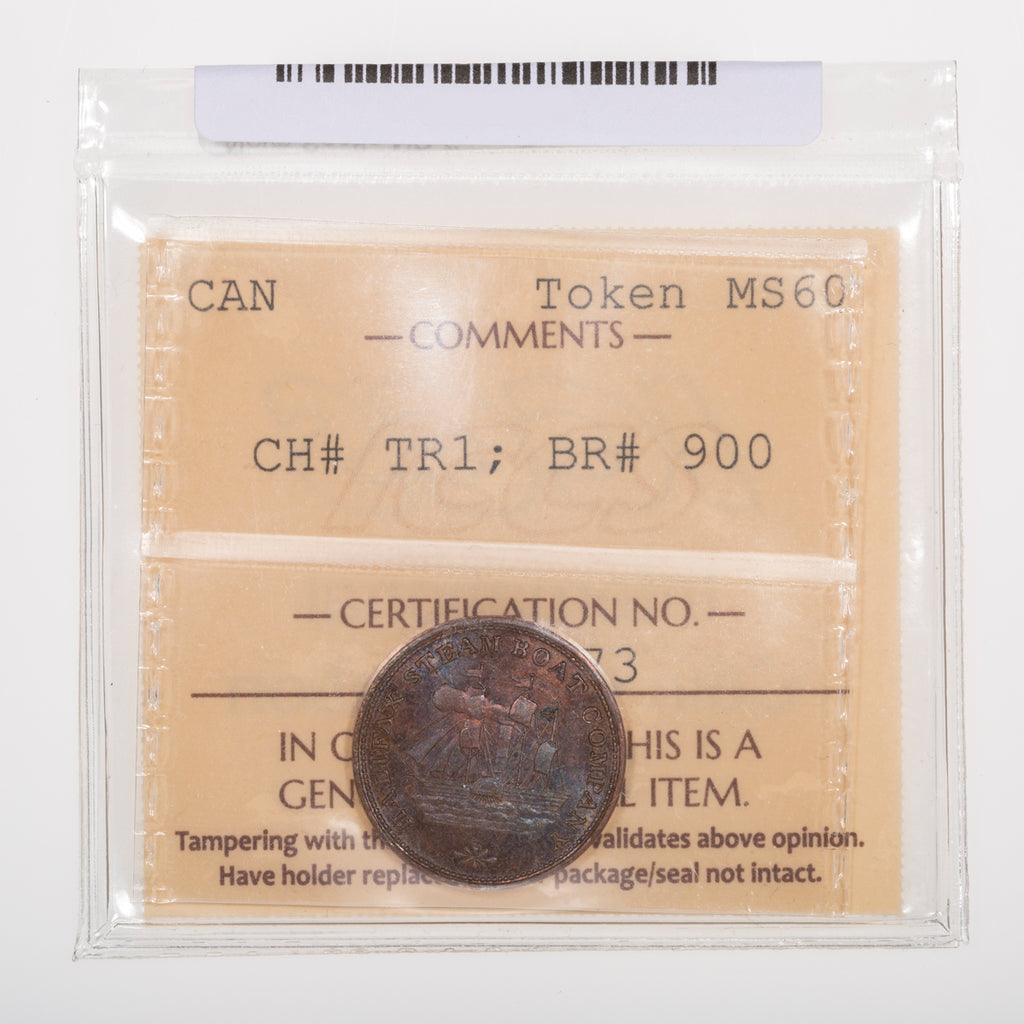 CAN Token MS60
— COMMENTS —
CH# TR1; BR# 900
ICCS
— CERTIFICATION NO. —
73
HALIFAX STEAM BOAT COMPANY
IN O HIS IS A
GEN L ITEM.
Tampering with th validates above opinion.
Have holder replac package/seal not intact.